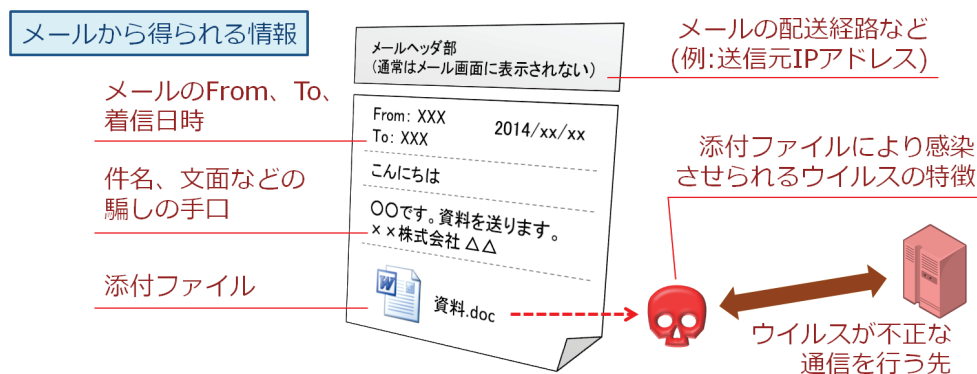 メールから得られる情報
メールヘッダ部
(通常はメール画面に表示されない)
メールの配送経路など
(例:送信元IPアドレス)
メールのFrom、To、
着信日時
From: XXX
2014/xx/xx
To: XXX
件名、文面などの
騙しの手口
こんにちは
〇〇です。資料を送ります。
××株式会社 △△
添付ファイル
W
資料.doc
添付ファイルにより感染
させられるウイルスの特徴
ウイルスが不正な
通信を行う先